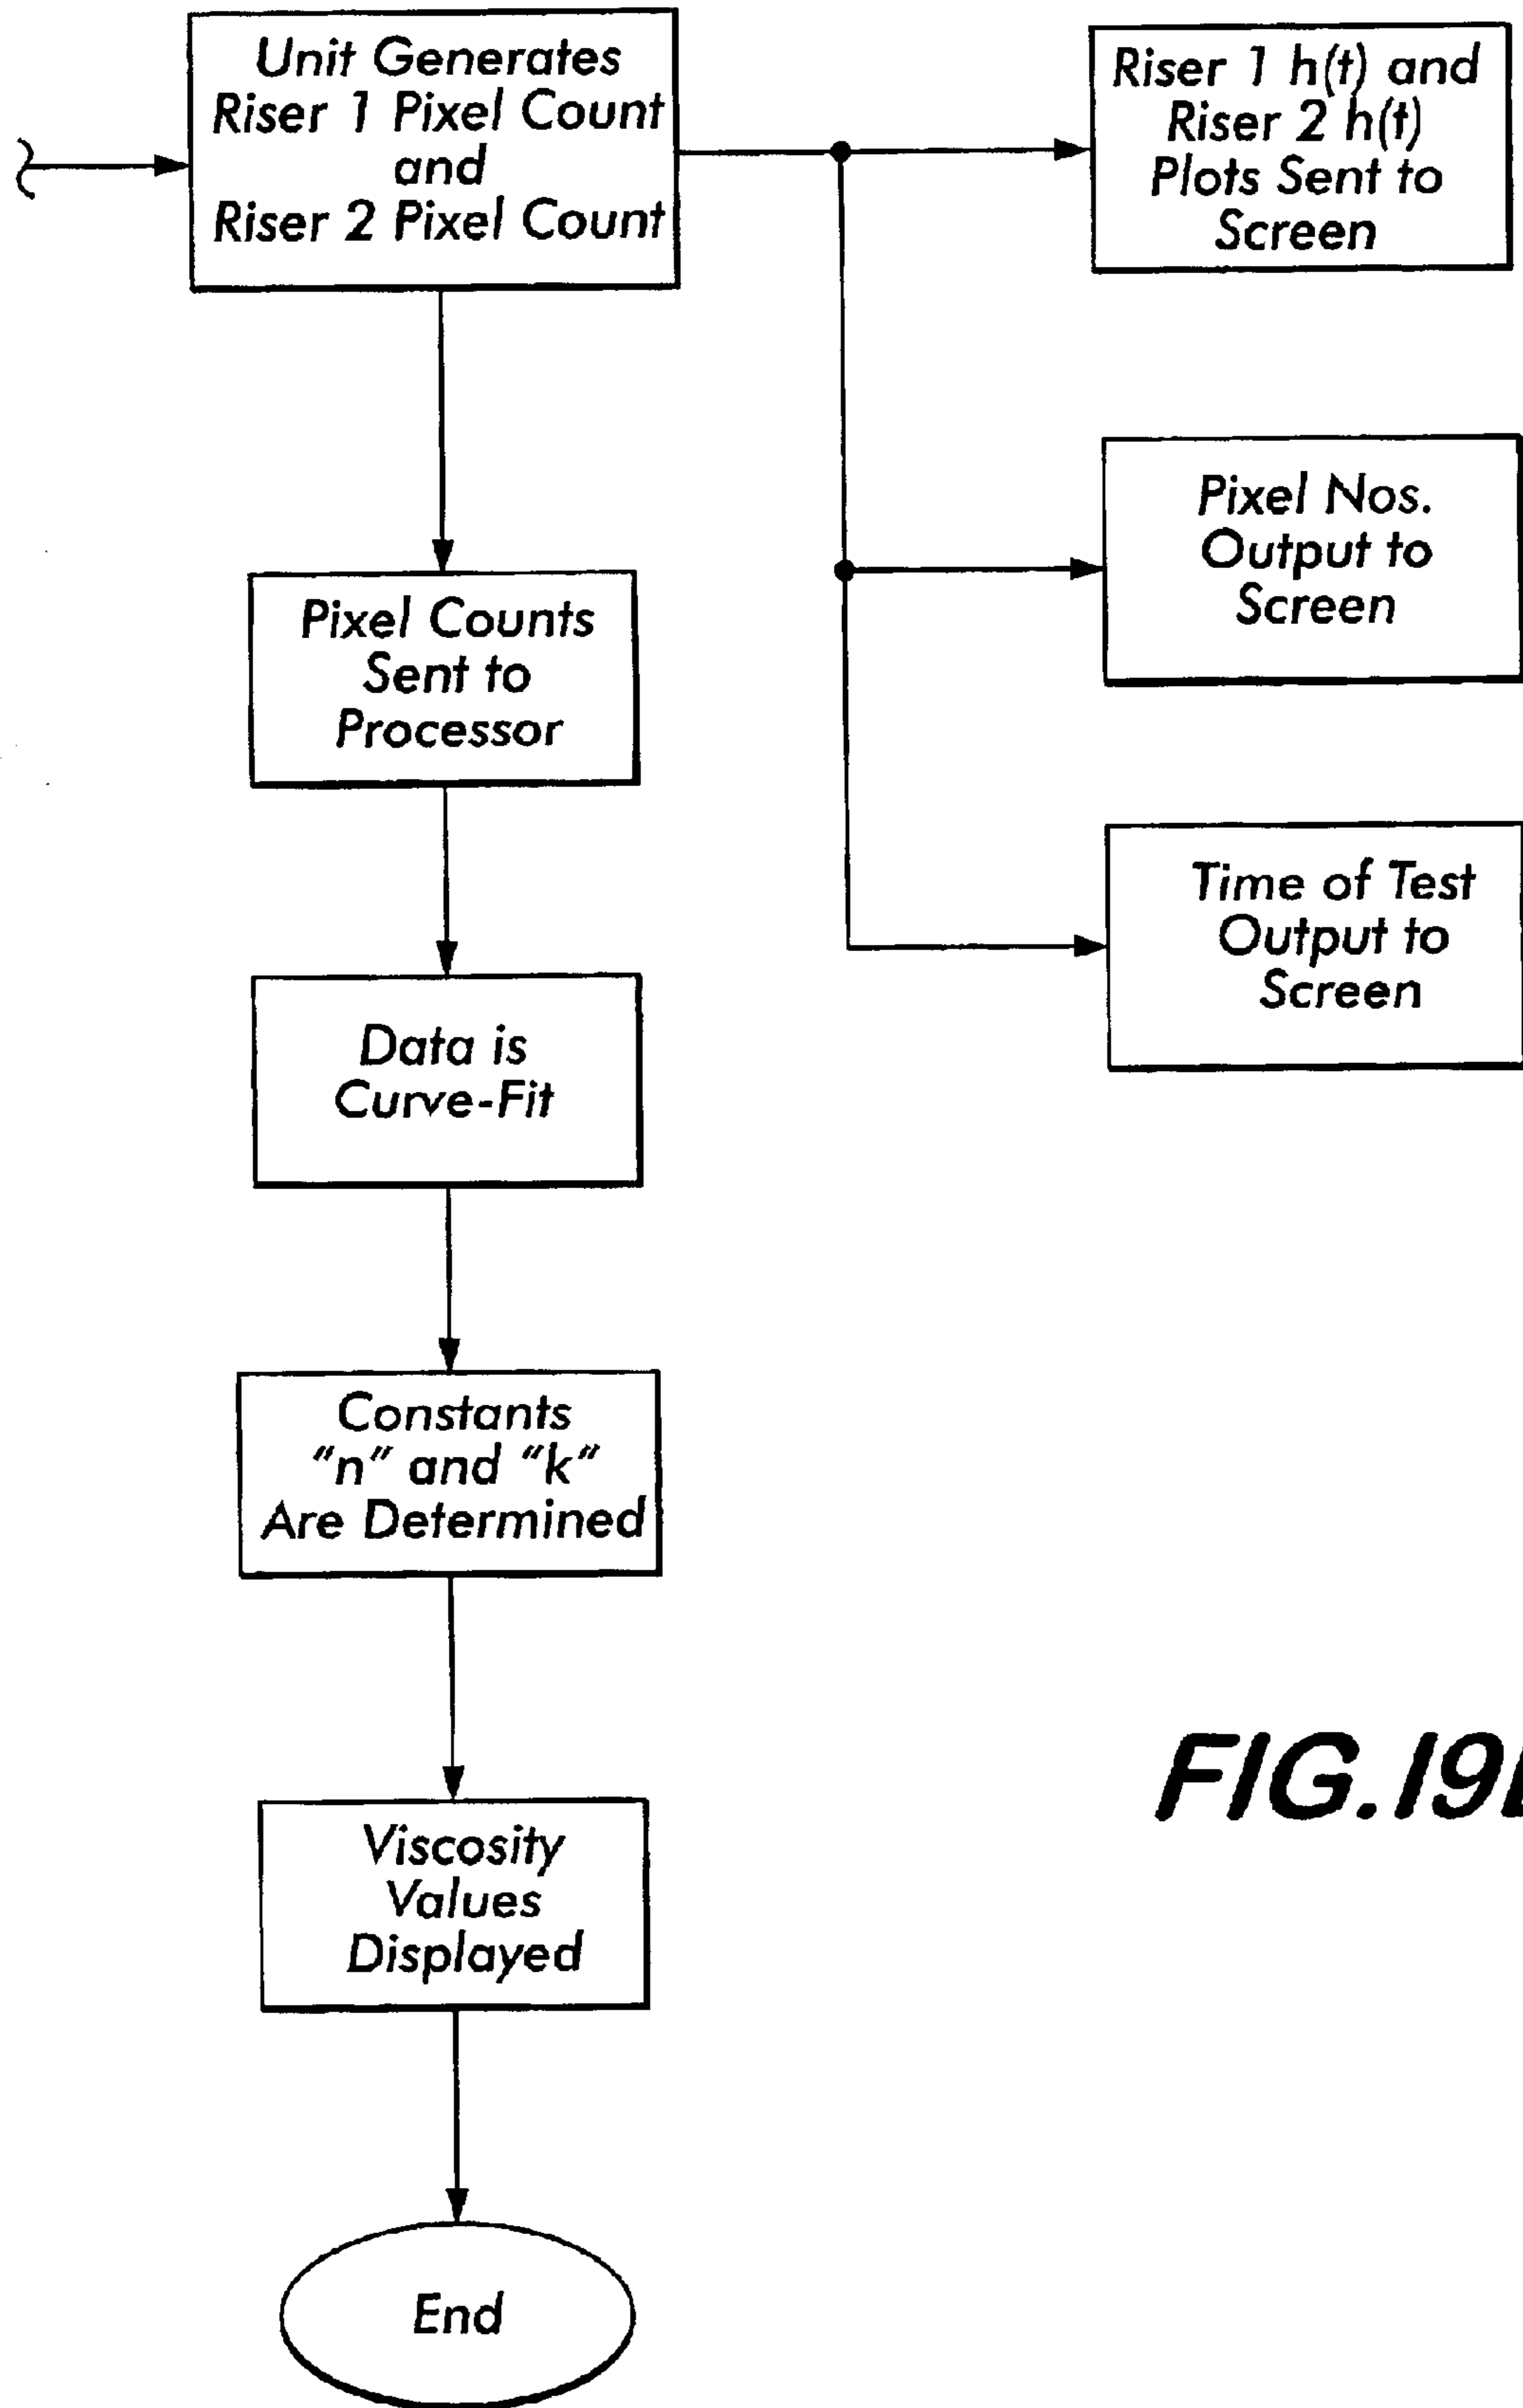 Unit Generates
Riser 1 Pixel Count
and
Riser 2 Pixel Count
Riser 1 h(t) and
Riser 2 h(t)
Plots Sent to
Screen
Pixel Nos.
Output to
Screen
Pixel Counts
Sent to
Processor
Time of Test
Output to
Screen
Data is
Curve-Fit
Constants
"n" and "k"
Are Determined
Viscosity
Values
Displayed
End
FIG.19